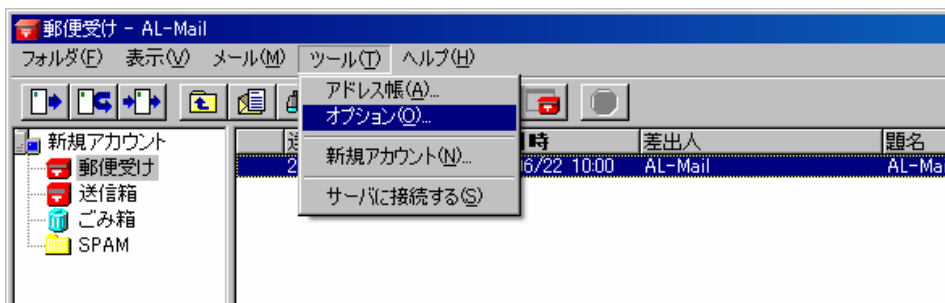 郵便受け - AL-Mail
フォルダ(F) 表示(V) メール(M) ツール(T) ヘルプ(H)
アドレス帳(A)...
オプション(O)...
新規アカウント(N)...
サーバに接続する(S)
新規アカウント
郵便受け
送信箱
ごみ箱
SPAM
時 差出人 題名
2 06/22 10:00 AL-Mail AL-Ma